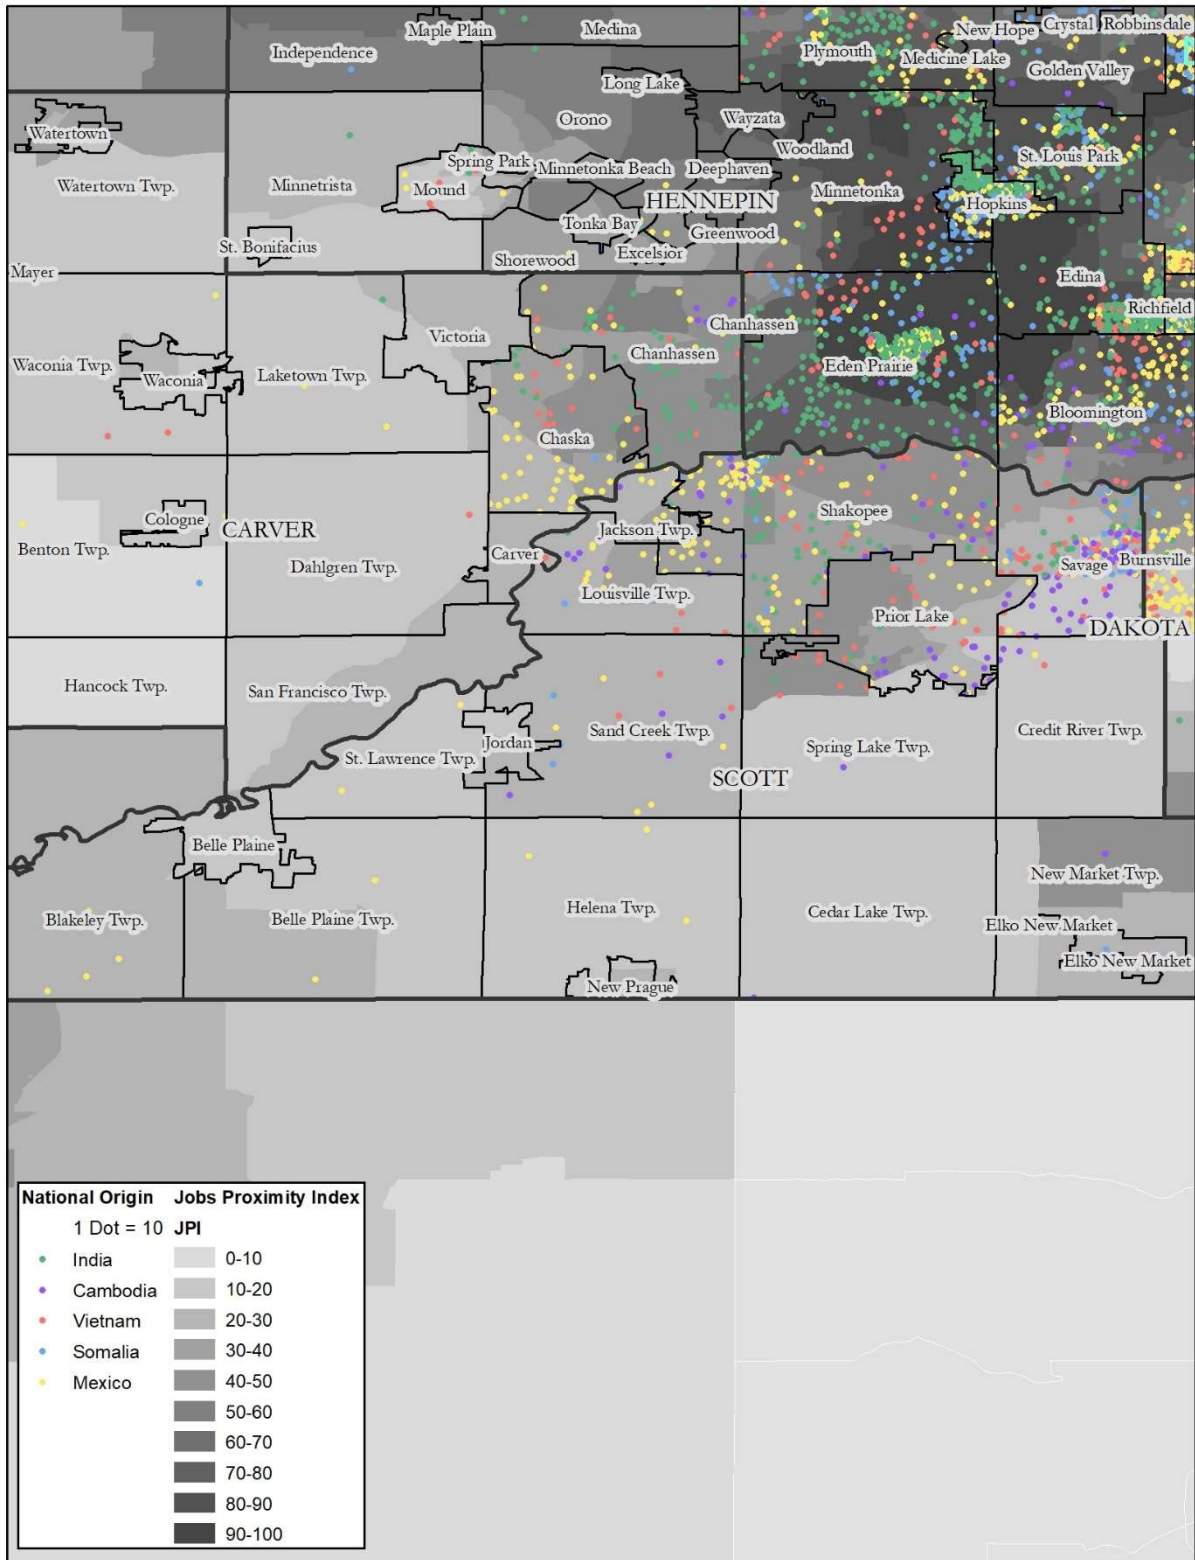 Maple Plain
Medina
New Hope
Crystal
Robbinsdale
Independence
Plymouth
Medicine Lake
Golden Valley
Long Lake
Orono
Wayzata
Watertown
Woodland
St. Louis Park
Watertown Twp.
Minnetrista
Spring Park
Mound
Minnetonka Beach
Deephaven
Minnetonka
HENNEPIN
Hopkins
Tonka Bay
Greenwood
St. Bonifacius
Shorewood
Excelsior
Mayer
Edina
Richfield
Victoria
Chanhassen
Chanhassen
Waconia Twp.
Waconia
Laketown Twp.
Eden Prairie
Bloomington
Chaska
Cologne
CARVER
Benton Twp.
Dahlgren Twp.
Carver
Jackson Twp.
Shakopee
Louisville Twp.
Savage
Burnsville
Prior Lake
DAKOTA
Hancock Twp.
San Francisco Twp.
Sand Creek Twp.
Jordan
St. Lawrence Twp.
Spring Lake Twp.
Credit River Twp.
SCOTT
Belle Plaine
New Market Twp.
Blakeley Twp.
Belle Plaine Twp.
Helena Twp.
Cedar Lake Twp.
Elko New Market
Elko New Market
New Prague
National Origin Jobs Proximity Index
1 Dot = 10 JPI
India 0-10
Cambodia 10-20
Vietnam 20-30
Somalia 30-40
Mexico 40-50
50-60
60-70
70-80
80-90
90-100